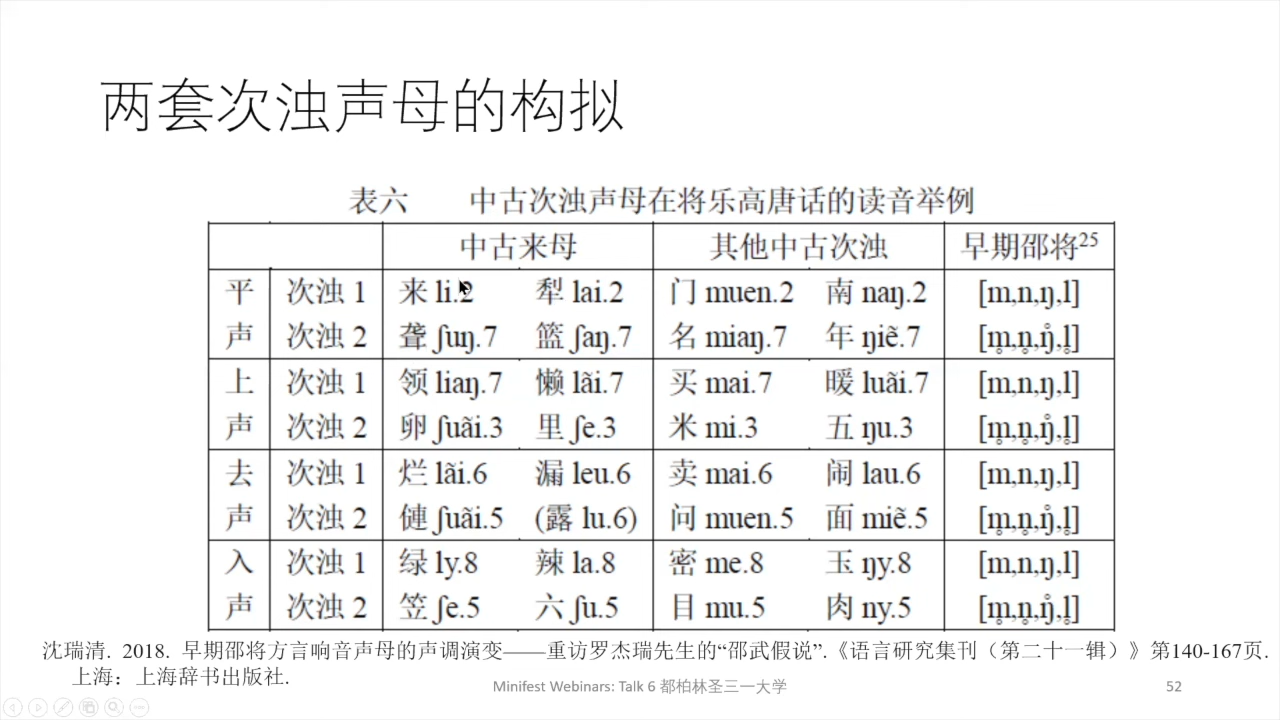 两套次浊声母的构拟
表六 中古次浊声母在将乐高唐话的读音举例
中古来母 其他中古次浊 早期邵将25
平 次浊 1 来 li.2 犁 lai.2 门 muen.2 南 naŋ.2 [m,n,ŋ,l]
声 次浊 2 聋 ʃuŋ.7 篮 ʃaŋ.7 名 miaŋ.7 年 ŋiẽ.7 [m̥,n̥,ŋ̊,l̥]
上 次浊 1 领 liaŋ.7 懒 lãi.7 买 mai.7 暖 luãi.7 [m,n,ŋ,l]
声 次浊 2 卵 ʃuãi.3 里 ʃe.3 米 mi.3 五 ŋu.3 [m̥,n̥,ŋ̊,l̥]
去 次浊 1 烂 lãi.6 漏 leu.6 卖 mai.6 闹 lau.6 [m,n,ŋ,l]
声 次浊 2 健 ʃuãi.5 (露 lu.6) 问 muen.5 面 miẽ.5 [m̥,n̥,ŋ̊,l̥]
入 次浊 1 绿 ly.8 辣 la.8 密 me.8 玉 ŋy.8 [m,n,ŋ,l]
声 次浊 2 笠 ʃe.5 六 ʃu.5 目 mu.5 肉 ny.5 [m̥,n̥,ŋ̊,l̥]
沈瑞清. 2018. 早期邵将方言响音声母的声调演变——重访罗杰瑞先生的“邵武假说”.《语言研究集刊（第二十一辑）》第140-167页.
上海：上海辞书出版社.
Minifest Webinars: Talk 6 都柏林圣三一大学
52